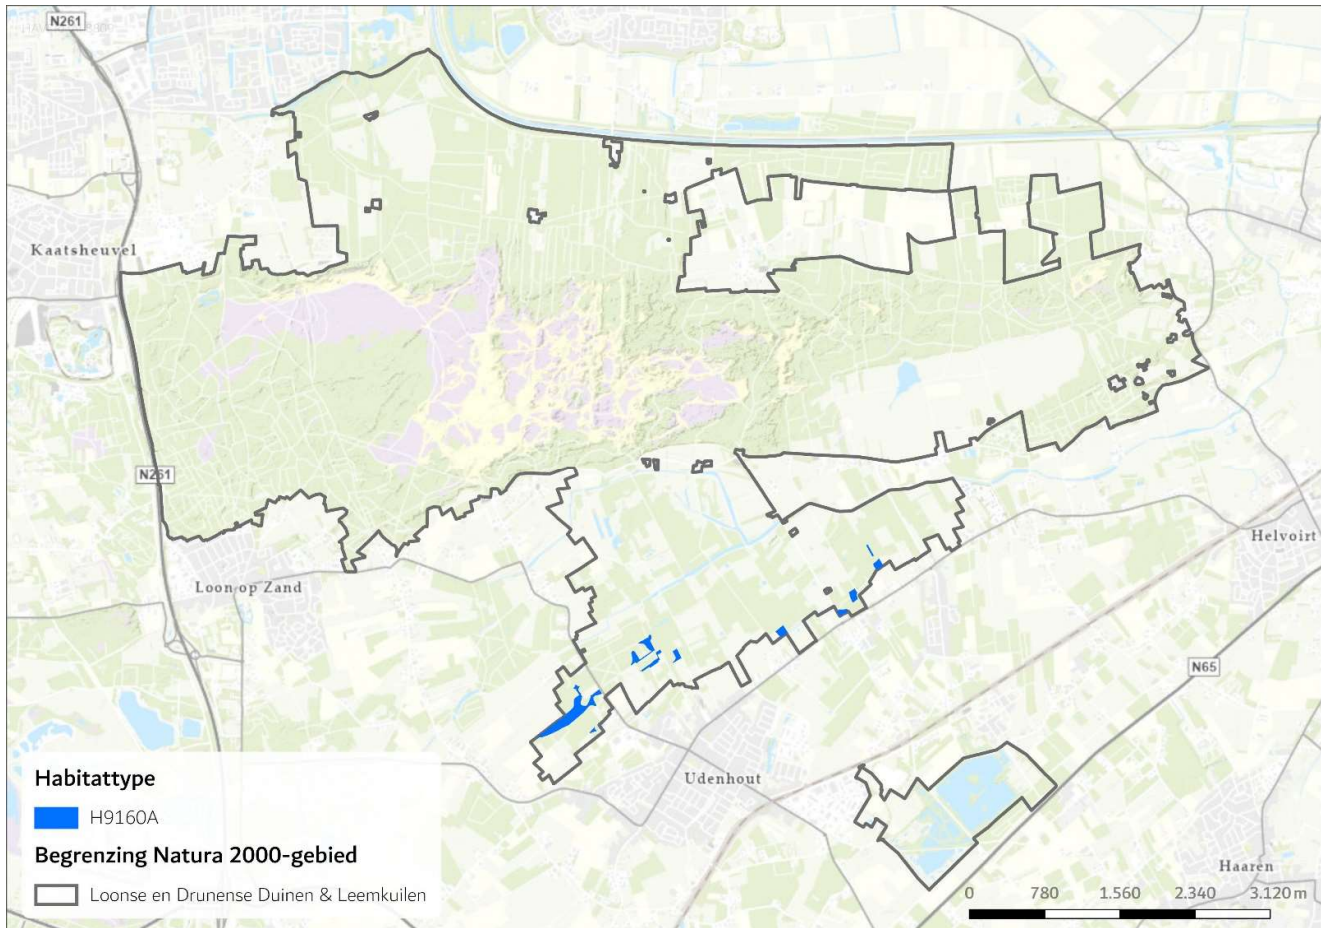 N261
Kaatsheuvel
N261
Loon op Zand
Helvoirt
N65
Udenhout
Haaren
Habitattype
H9160A
Begrenzing Natura 2000-gebied
Loonse en Drunense Duinen & Leemkuilen
0 780 1.560 2.340 3.120 m